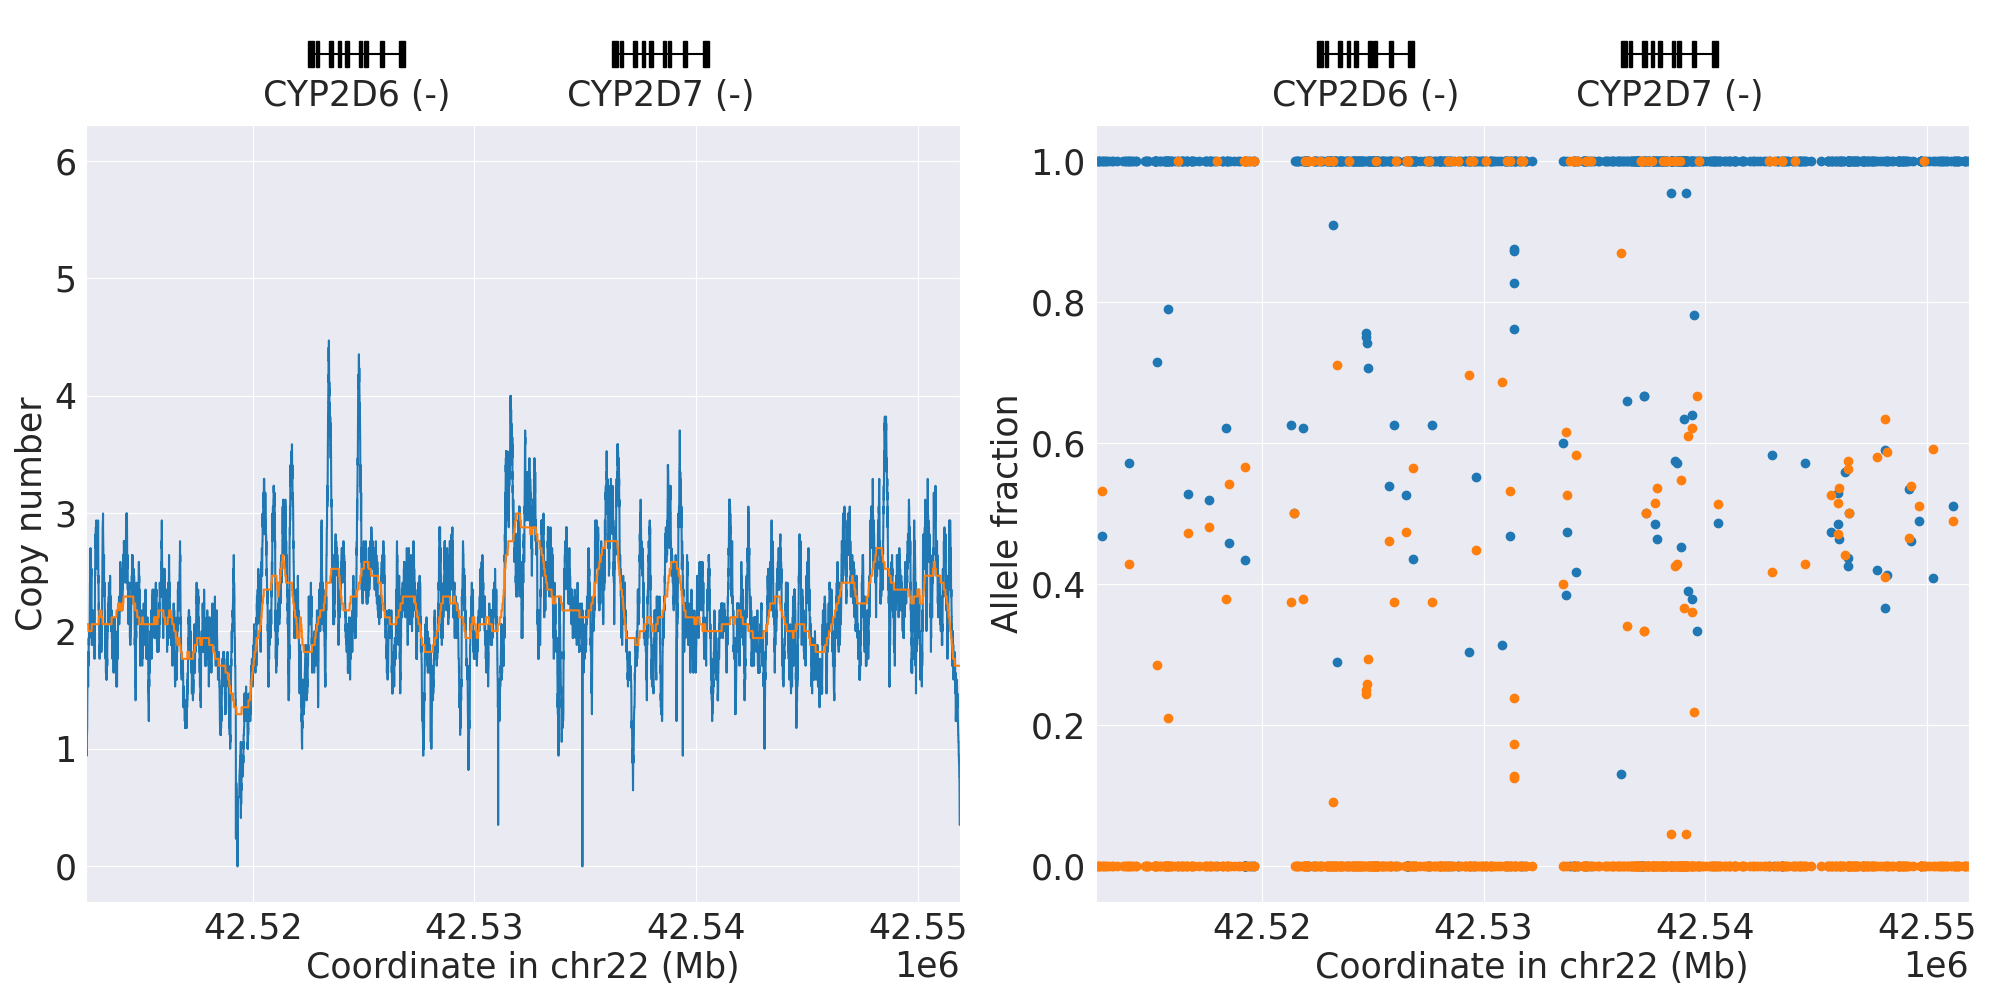 CYP2D6 (-) CYP2D7 (-)
6
5
4
3
2
1
0
Copy number
42.52 42.53 42.54 42.55
Coordinate in chr22 (Mb) 1e6
CYP2D6 (-) CYP2D7 (-)
1.0
0.8
0.6
0.4
0.2
0.0
Allele fraction
42.52 42.53 42.54 42.55
Coordinate in chr22 (Mb) 1e6